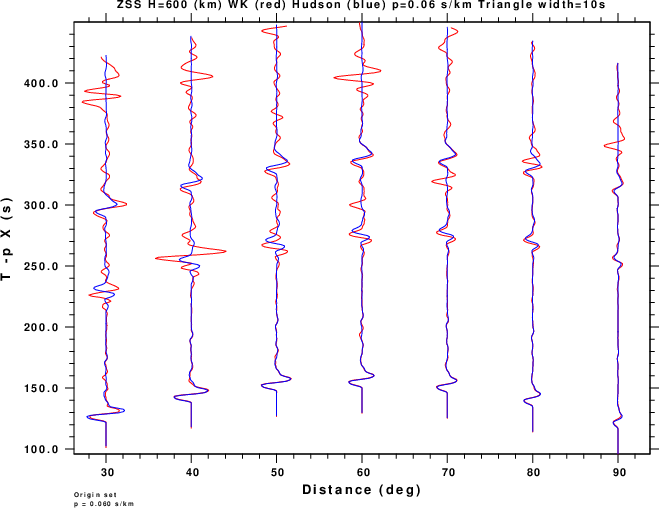 ZSS H=600 (km) WK (red) Hudson (blue) p=0.06 s/km Triangle width=10s
400.0
350.0
300.0
250.0
200.0
150.0
100.0
T-p X (s)
30 40 50 60 70 80 90
Distance (deg)
Origin set
p = 0.060 s/km